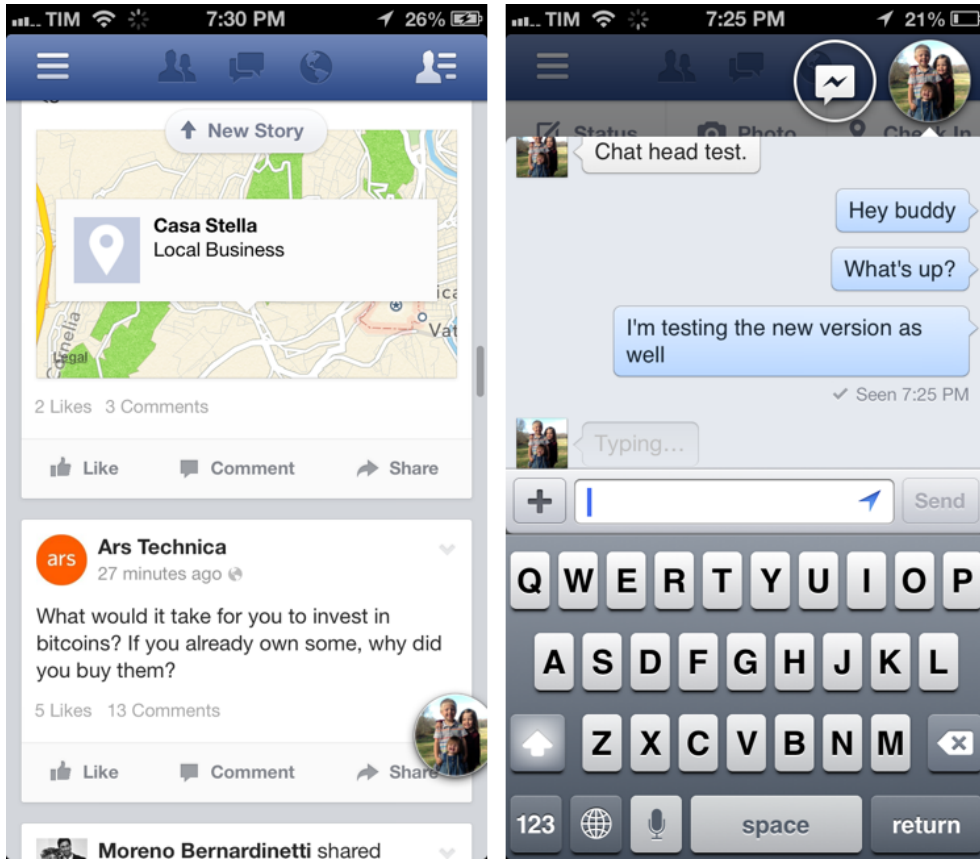 TIM 7:30 PM 26%
New Story
Casa Stella
Local Business
Legal
2 Likes 3 Comments
Like Comment Share
ars
Ars Technica
27 minutes ago
What would it take for you to invest in
bitcoins? If you already own some, why did
you buy them?
5 Likes 13 Comments
Like Comment Share
Moreno Bernardinetti shared
TIM 7:25 PM 21%
Status Photo Check In
Chat head test.
Hey buddy
What's up?
I'm testing the new version as
well
Seen 7:25 PM
Typing...
Send
Q W E R T Y U I O P
A S D F G H J K L
Z X C V B N M
123 space return